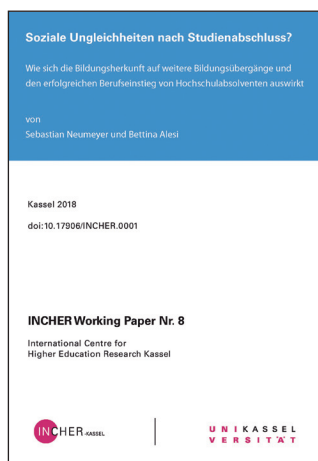 Soziale Ungleichheiten nach Studienabschluss?
Wie sich die Bildungsherkunft auf weitere Bildungsübergänge und
den erfolgreichen Berufseinstieg von Hochschulabsolventen auswirkt
von
Sebastian Neumeyer und Bettina Alesi
Kassel 2018
doi:10.17906/INCHER.0001
INCHER Working Paper Nr. 8
International Centre for
Higher Education Research Kassel
INCHER-KASSEL
UNIKASSEL
VERSITÄT